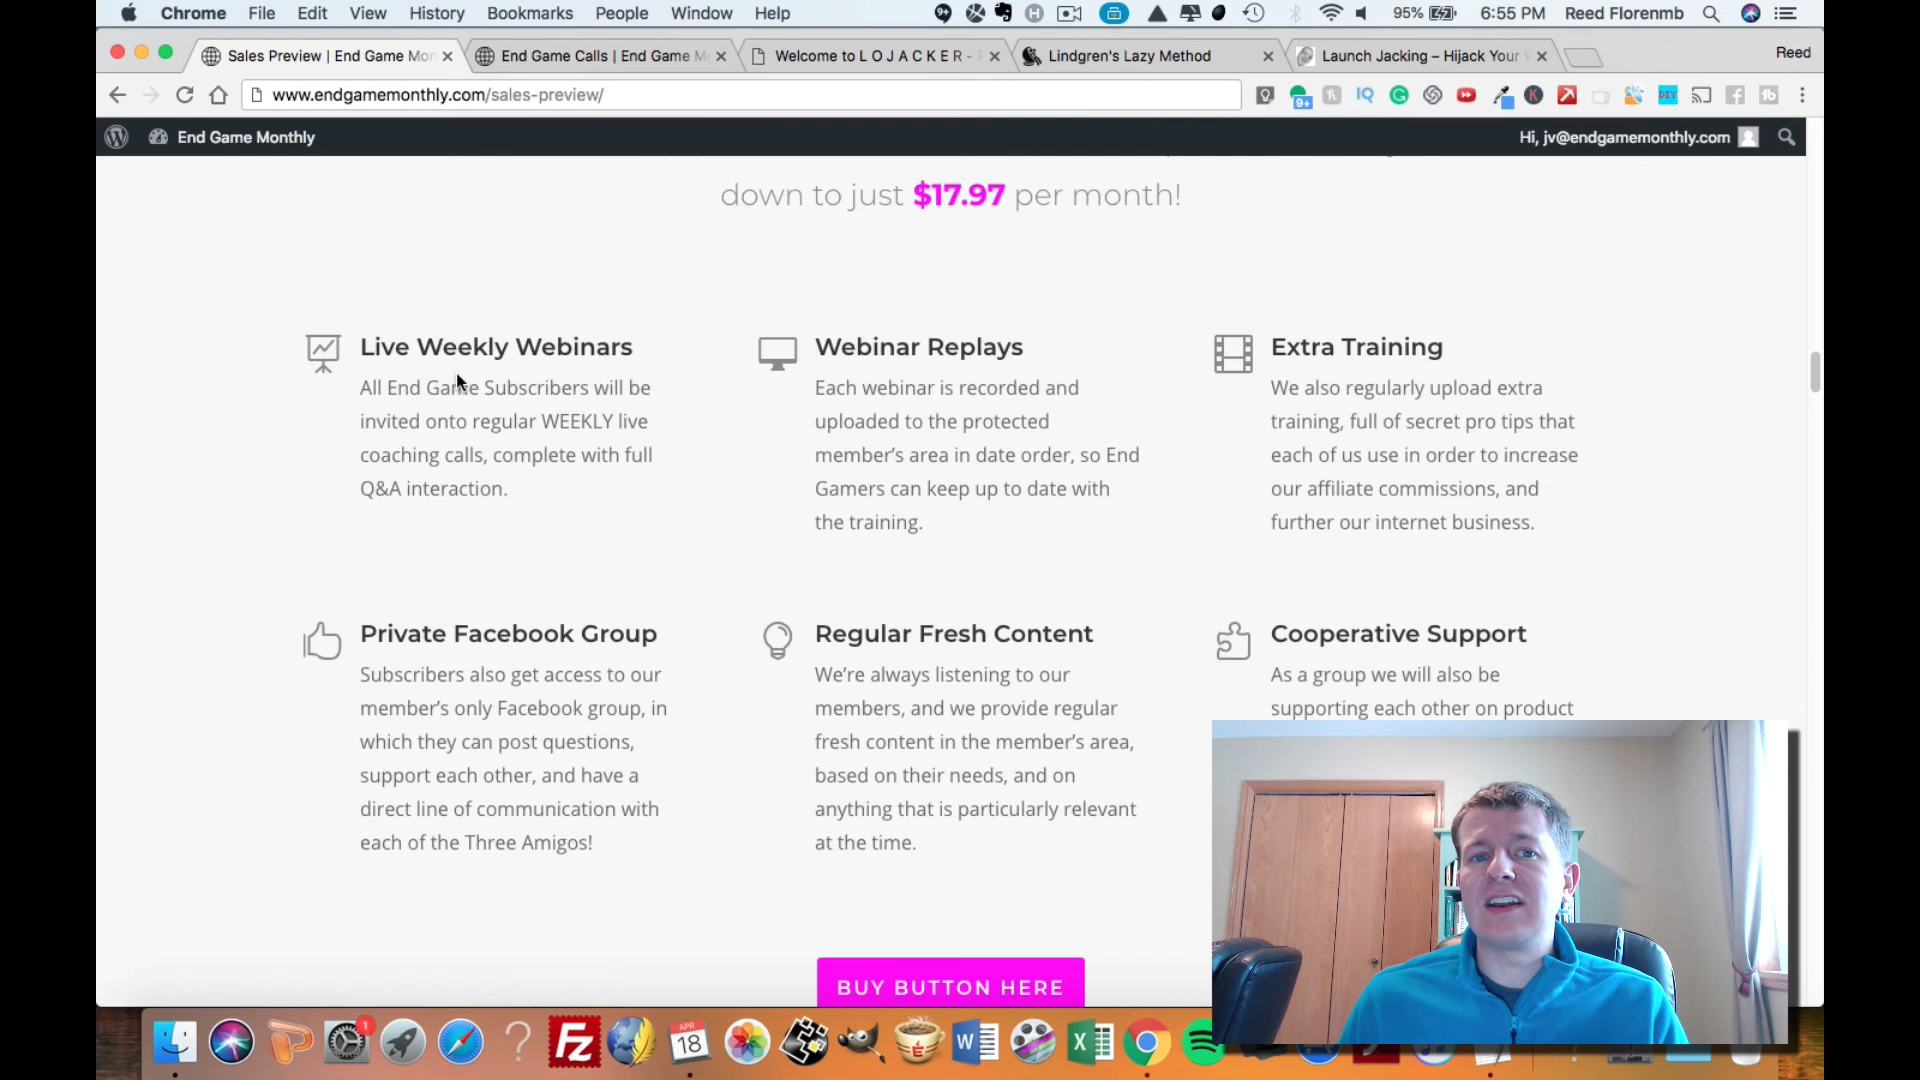 Chrome File Edit View History Bookmarks People Window Help 95% 6:55 PM Reed Florenmb
Sales Preview | End Game Mon
End Game Calls | End Game M
Welcome to L O J A C K E R -
Lindgren's Lazy Method
Launch Jacking – Hijack Your
Reed
www.endgamemonthly.com/sales-preview/
End Game Monthly
Hi, jv@endgamemonthly.com
down to just $17.97 per month!
Live Weekly Webinars
All End Game Subscribers will be
invited onto regular WEEKLY live
coaching calls, complete with full
Q&A interaction.
Webinar Replays
Each webinar is recorded and
uploaded to the protected
member's area in date order, so End
Gamers can keep up to date with
the training.
Extra Training
We also regularly upload extra
training, full of secret pro tips that
each of us use in order to increase
our affiliate commissions, and
further our internet business.
Private Facebook Group
Subscribers also get access to our
member's only Facebook group, in
which they can post questions,
support each other, and have a
direct line of communication with
each of the Three Amigos!
Regular Fresh Content
We're always listening to our
members, and we provide regular
fresh content in the member's area,
based on their needs, and on
anything that is particularly relevant
at the time.
Cooperative Support
As a group we will also be
supporting each other on product
BUY BUTTON HERE
APR
18